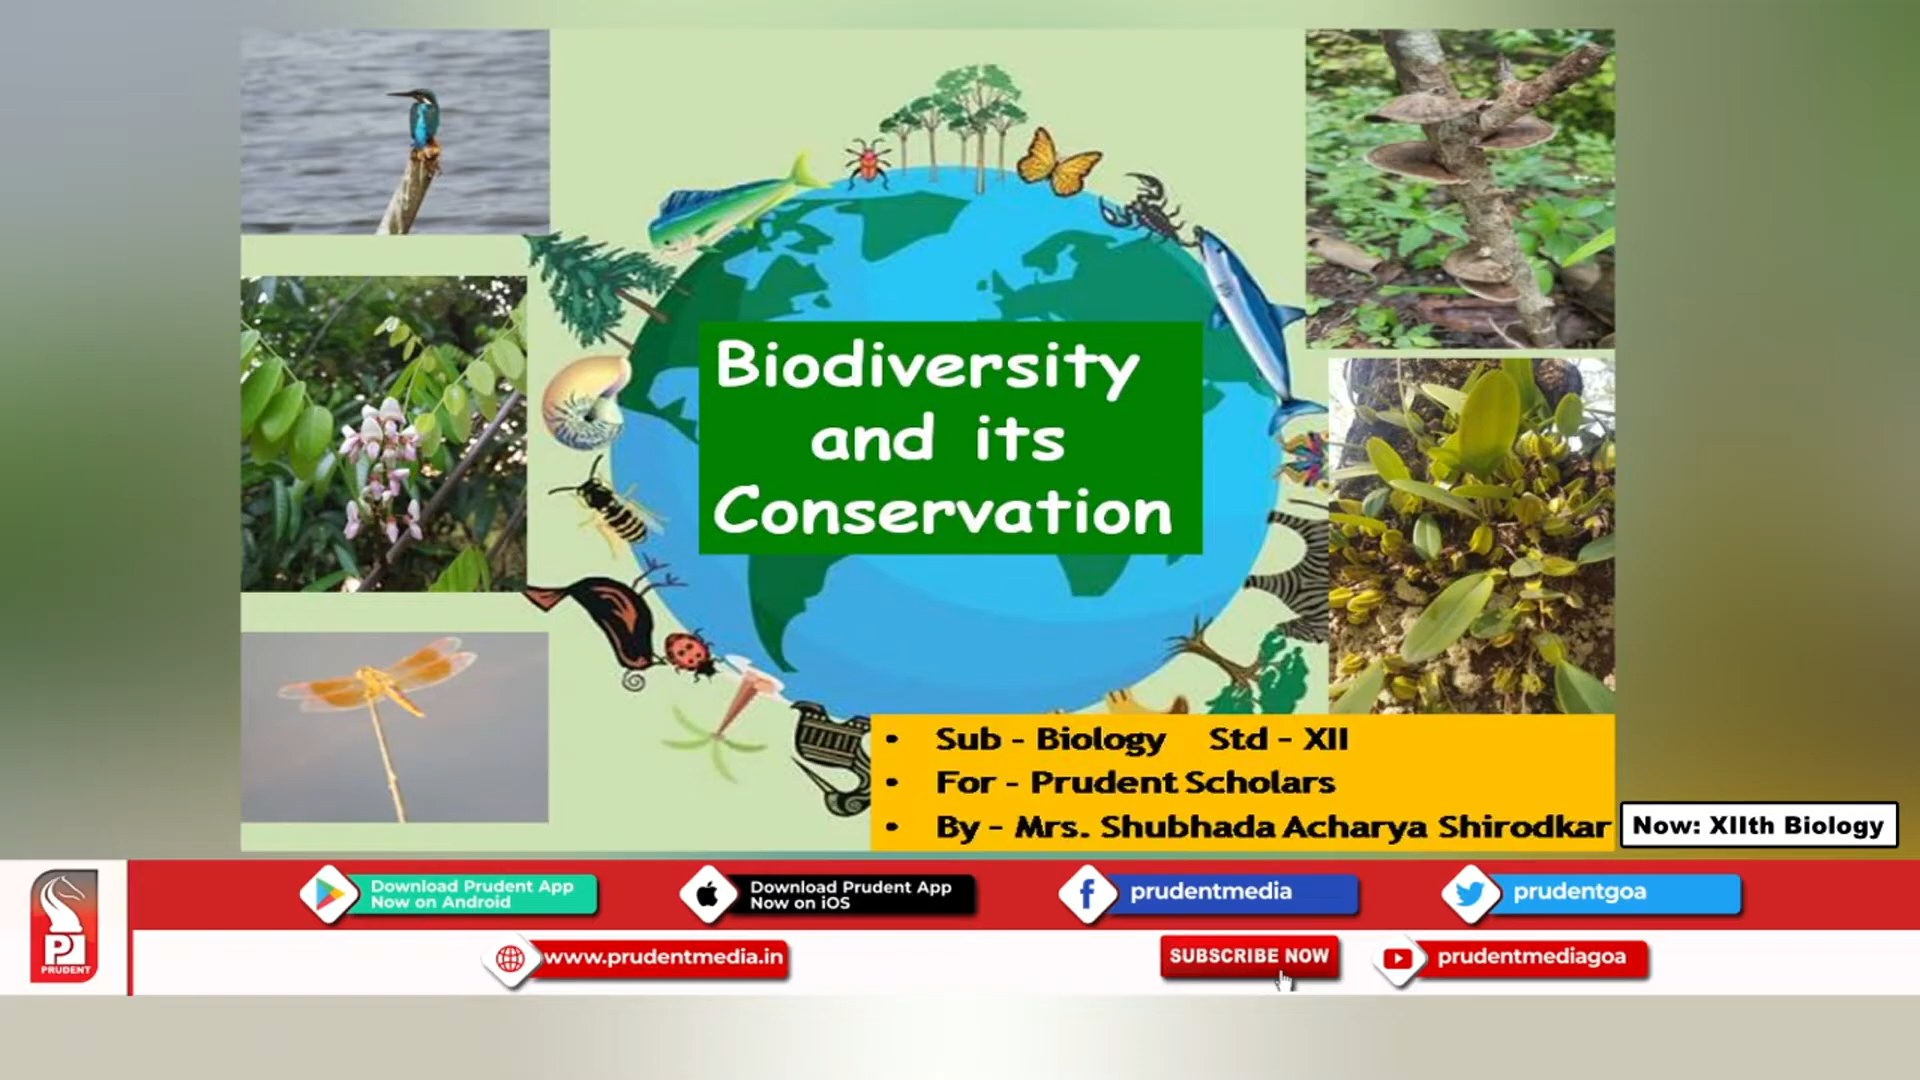 Biodiversity
and its
Conservation
• Sub - Biology Std - XII
• For - Prudent Scholars
• By - Mrs. Shubhada Acharya Shirodkar
Now: XIIth Biology
Download Prudent App
Now on Android
Download Prudent App
Now on iOS
prudentmedia
prudentgoa
PRUDENT
www.prudentmedia.in
SUBSCRIBE NOW
prudentmediagoa